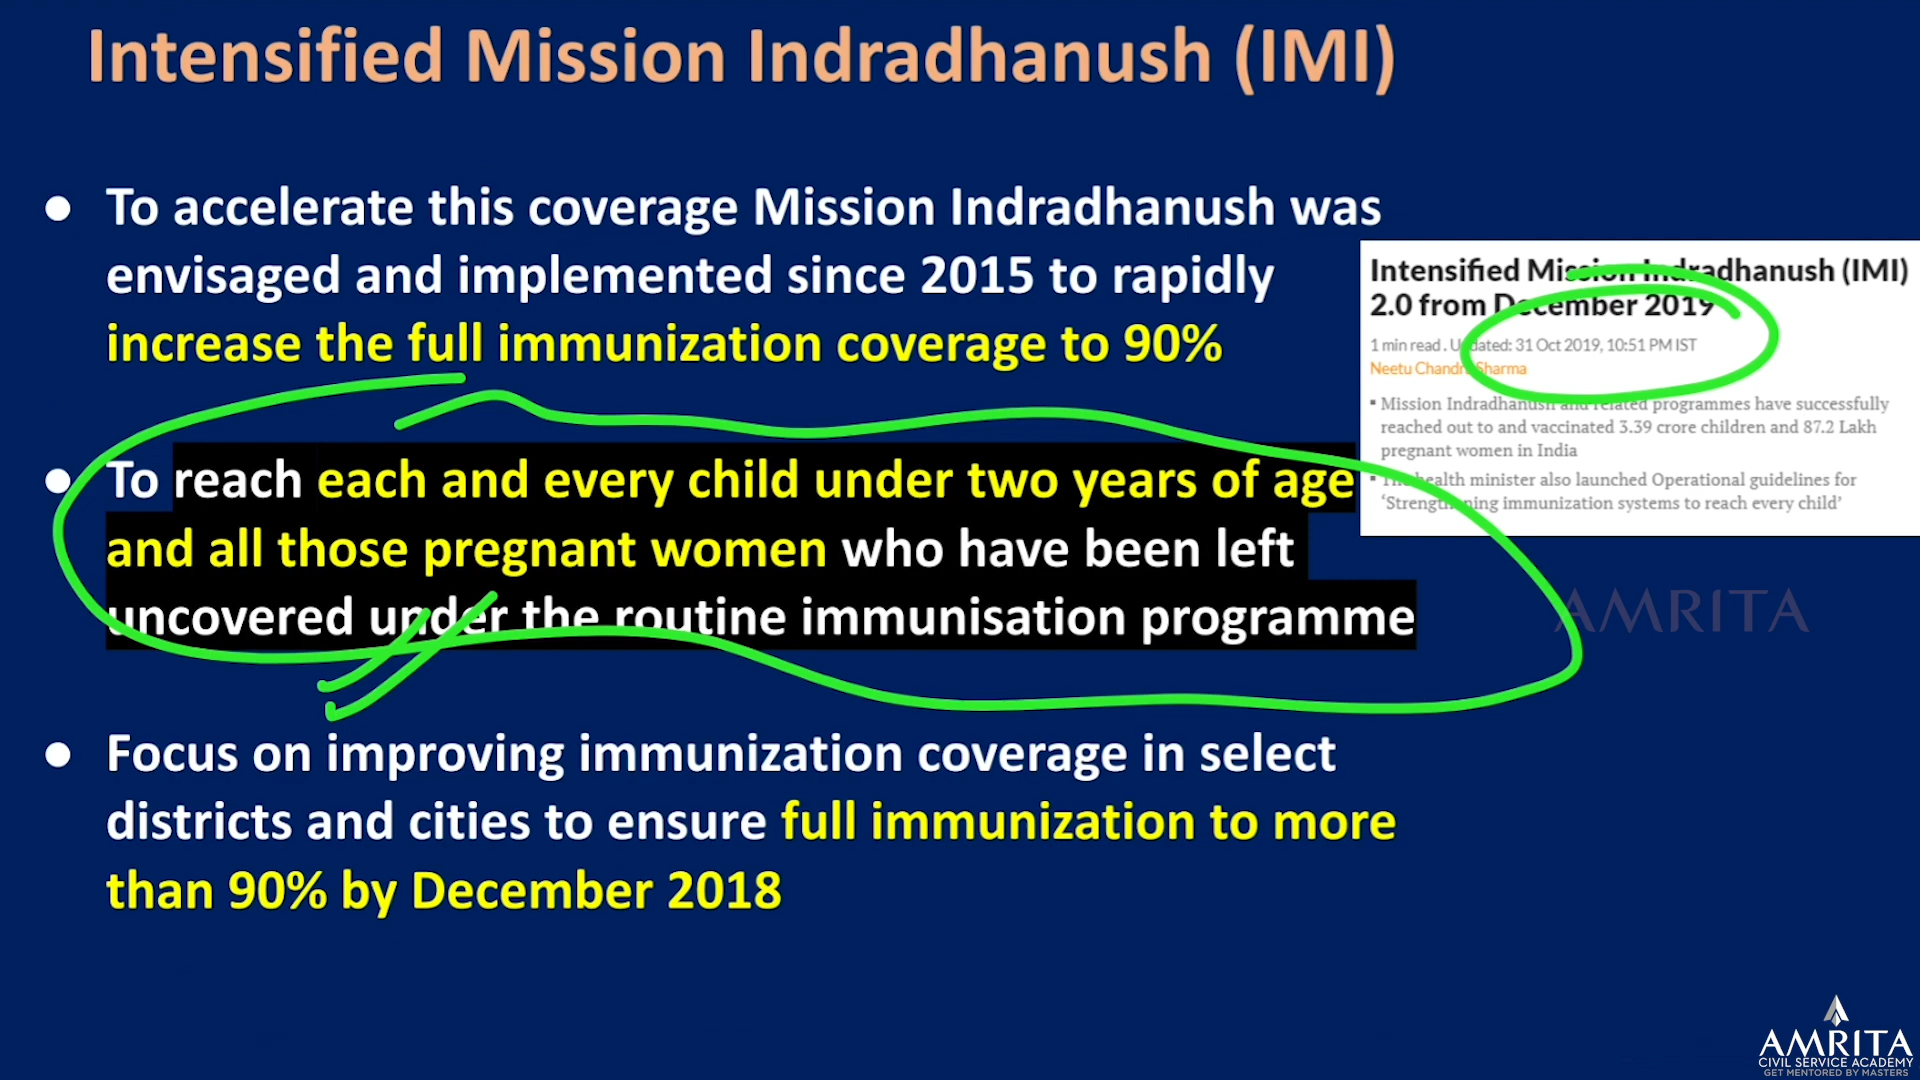 Intensified Mission Indradhanush (IMI)
● To accelerate this coverage Mission Indradhanush was
envisaged and implemented since 2015 to rapidly
increase the full immunization coverage to 90%
● To reach each and every child under two years of age
and all those pregnant women who have been left
uncovered under the routine immunisation programme
● Focus on improving immunization coverage in select
districts and cities to ensure full immunization to more
than 90% by December 2018
Intensified Mission Indradhanush (IMI)
2.0 from December 2019
1 min read . Updated: 31 Oct 2019, 10:51 PM IST
Neetu Chandra Sharma
▪ Mission Indradhanush and related programmes have successfully
reached out to and vaccinated 3.39 crore children and 87.2 Lakh
pregnant women in India
▪ The health minister also launched Operational guidelines for
‘Strengthening immunization systems to reach every child’
AMRITA
AMRITA
CIVIL SERVICE ACADEMY
GET MENTORED BY MASTERS